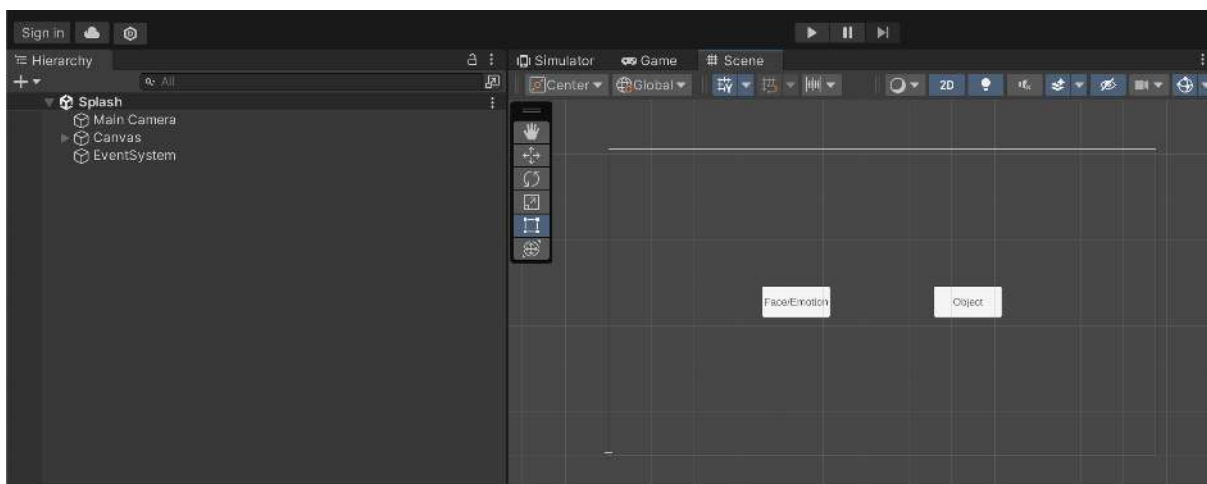 Sign in
Hierarchy
All
Splash
Main Camera
Canvas
EventSystem
Simulator
Game
Scene
Center
Global
2D
Face/Emotion
Object